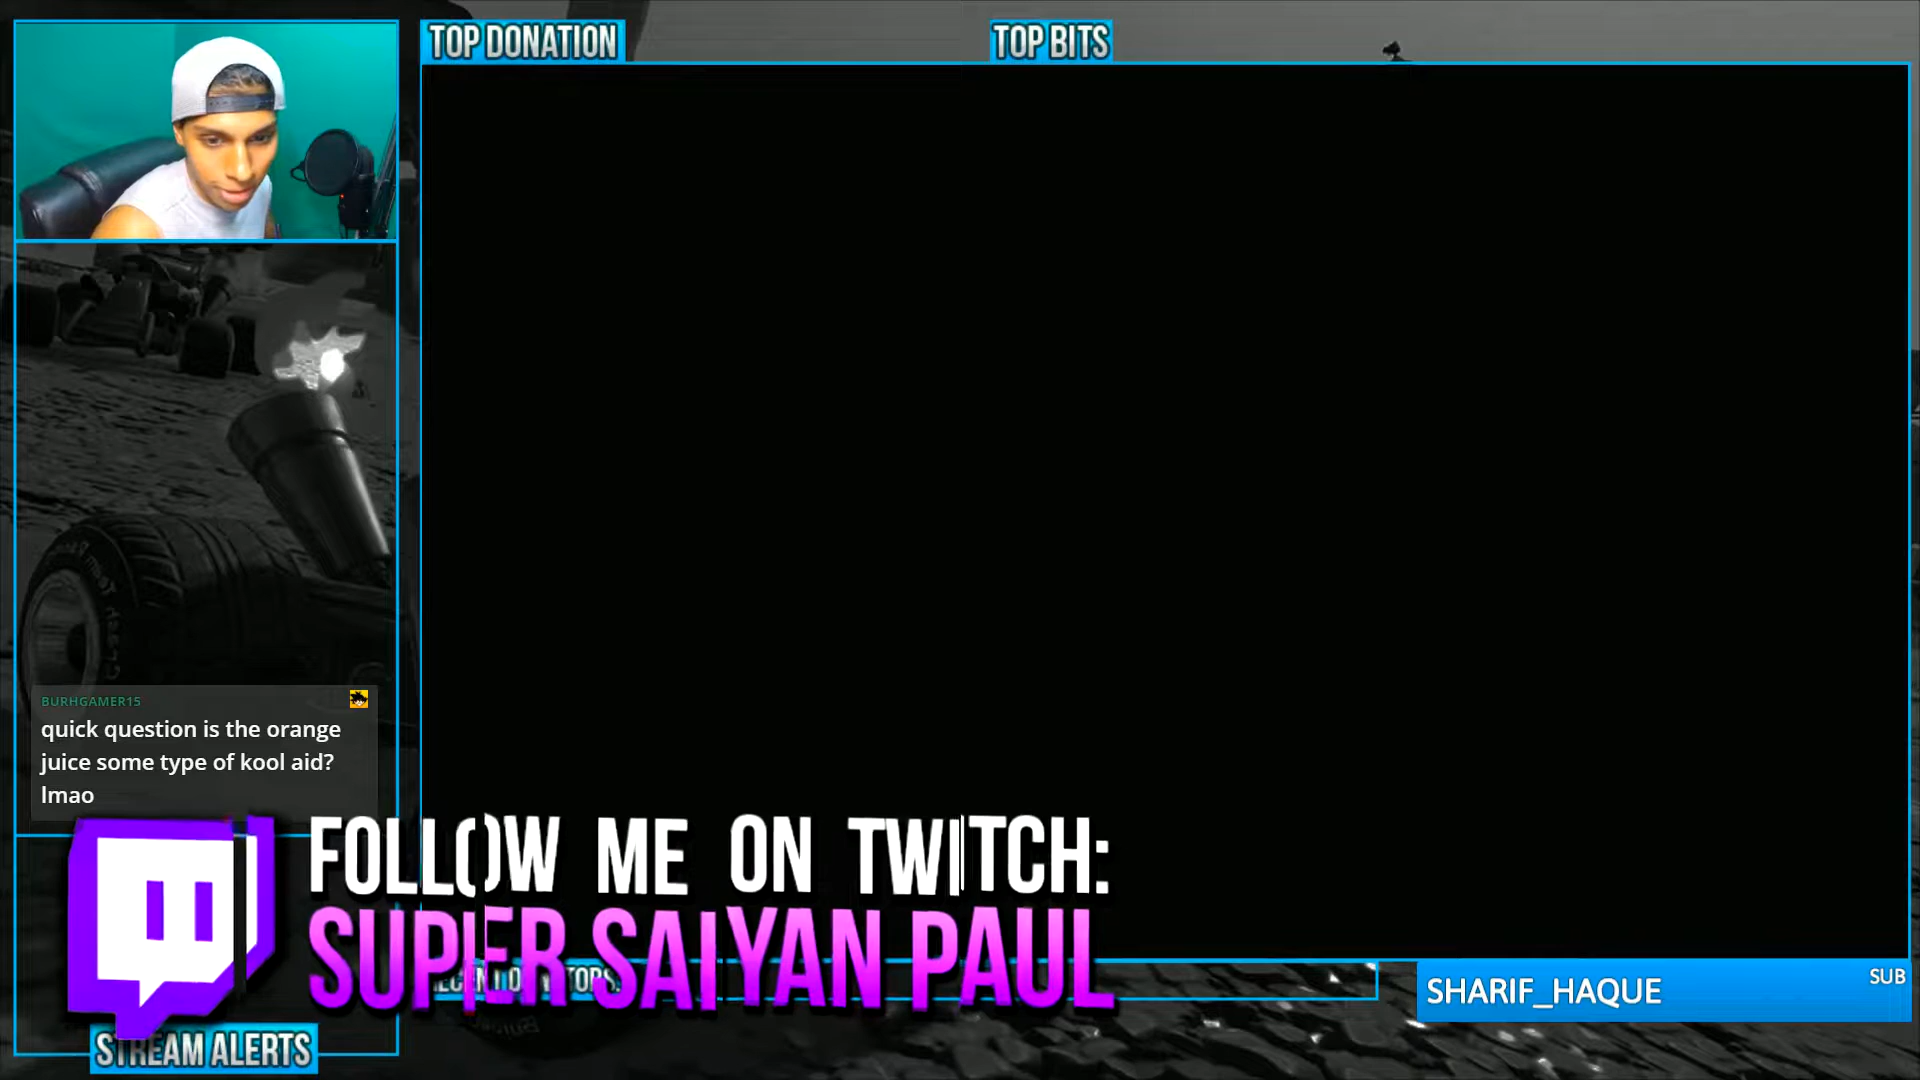 TOP DONATION
TOP BITS
BURHGAMER15
quick question is the orange
juice some type of kool aid?
lmao
FOLLOW ME ON TWITCH:
SUPER SAIYAN PAUL
SHARIF_HAQUE
SUB
STREAM ALERTS